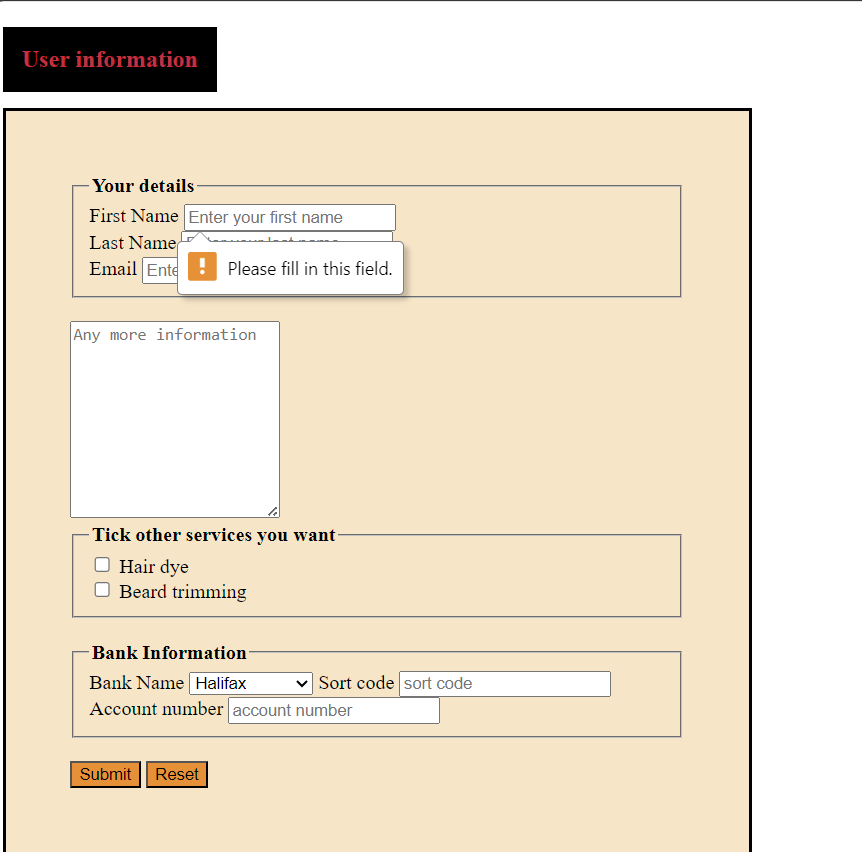 User information
Your details
First Name Enter your first name
Last Name
Email Ente
! Please fill in this field.
Any more information
Tick other services you want
Hair dye
Beard trimming
Bank Information
Bank Name Halifax Sort code sort code
Account number account number
Submit Reset